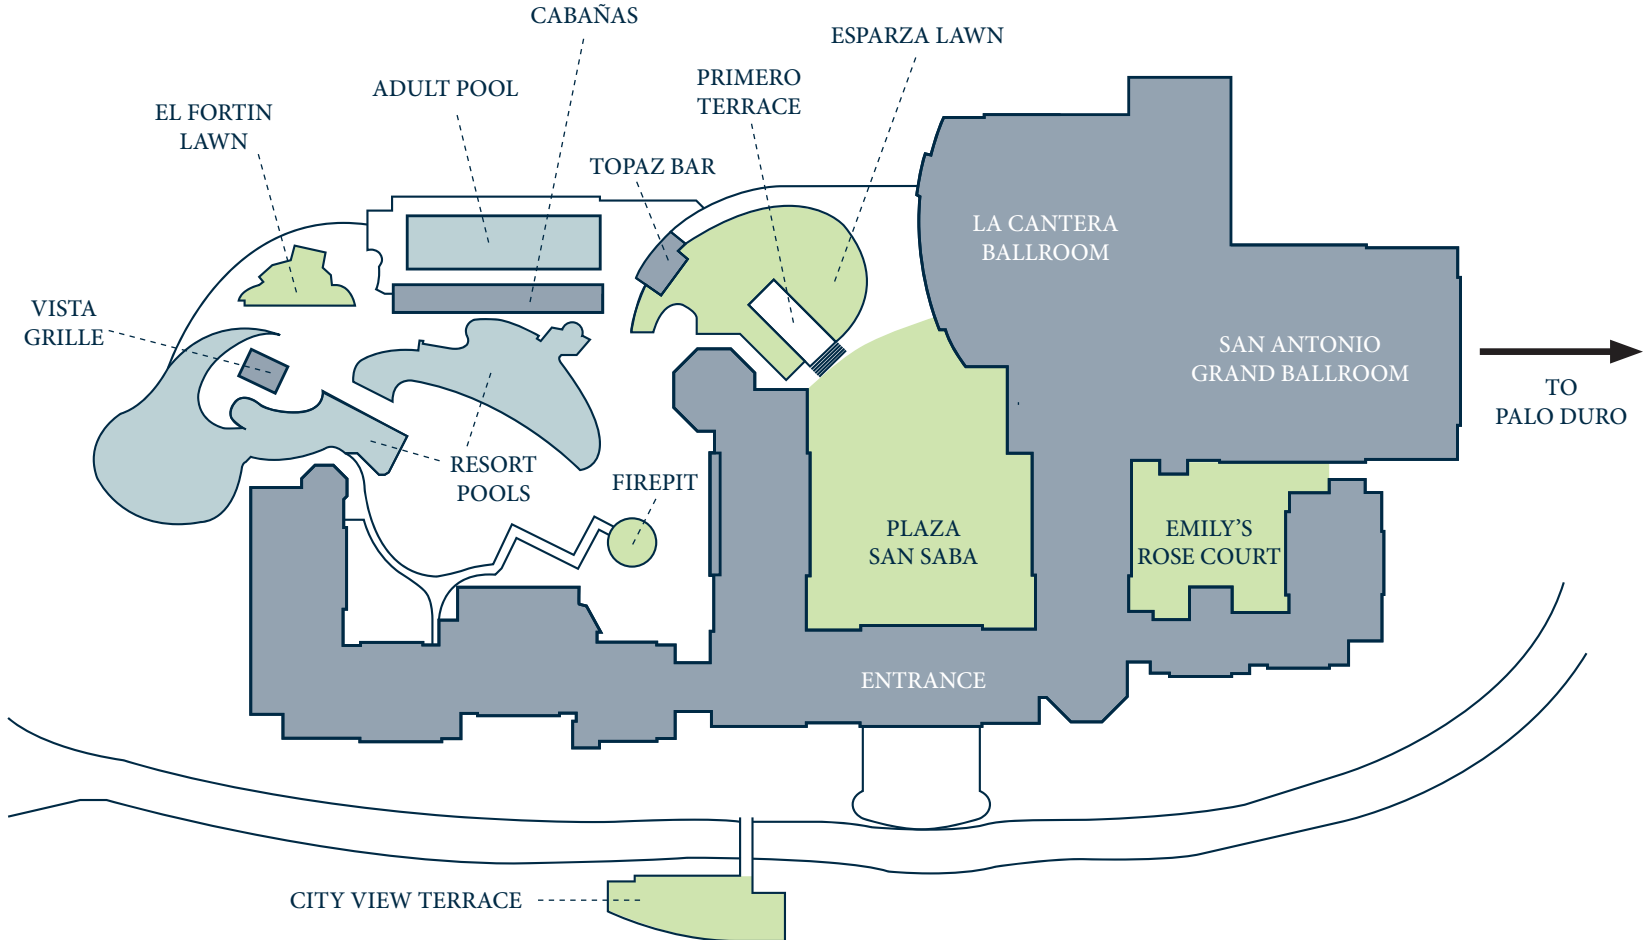 CABAÑAS
ESPARZA LAWN
PRIMERO
TERRACE
ADULT POOL
EL FORTIN
LAWN
TOPAZ BAR
LA CANTERA
BALLROOM
VISTA
GRILLE
SAN ANTONIO
GRAND BALLROOM
TO
PALO DURO
RESORT
POOLS
FIREPIT
PLAZA
SAN SABA
EMILY’S
ROSE COURT
ENTRANCE
CITY VIEW TERRACE